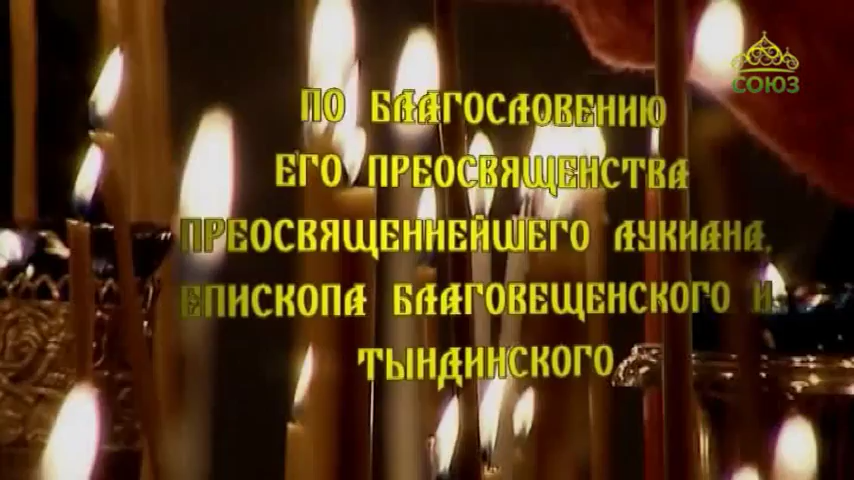 СОЮЗ
ПО БЛАГОСЛОВЕНИЮ
ЕГО ПРЕОСВЯЩЕНСТВА
ПРЕОСВЯЩЕННЕЙШЕГО ЛУКИАНА,
ЕПИСКОПА БЛАГОВЕЩЕНСКОГО И
ТЫНДИНСКОГО